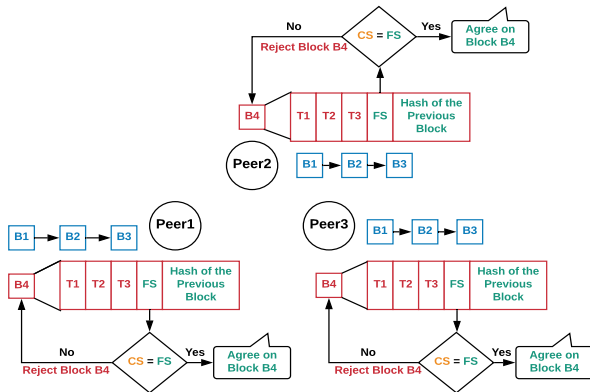 No
CS = FS
Yes
Agree on
Block B4
Reject Block B4
B4
T1 T2 T3 FS
Hash of the
Previous
Block
Peer2
B1 B2 B3
Peer1
B1 B2 B3
B4
T1 T2 T3 FS
Hash of the
Previous
Block
No
CS = FS
Yes
Agree on
Block B4
Reject Block B4
Peer3
B1 B2 B3
B4
T1 T2 T3 FS
Hash of the
Previous
Block
No
CS = FS
Yes
Agree on
Block B4
Reject Block B4